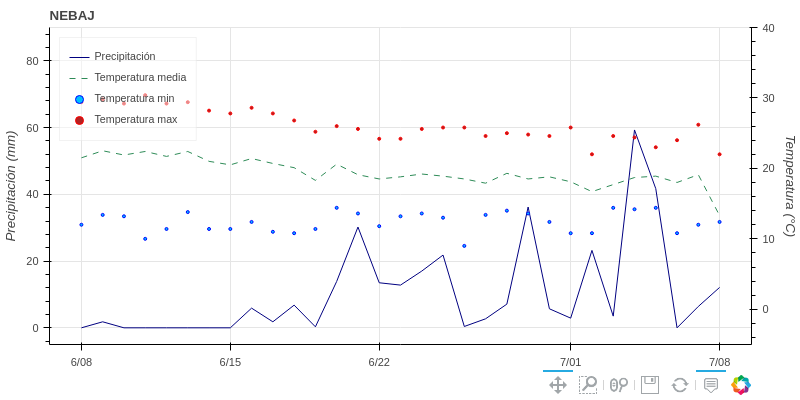 NEBAJ
Precipitación
Temperatura media
Temperatura min
Temperatura max
Precipitación (mm)
80
60
40
20
0
Temperatura (°C)
40
30
20
10
0
6/08 6/15 6/22 7/01 7/08